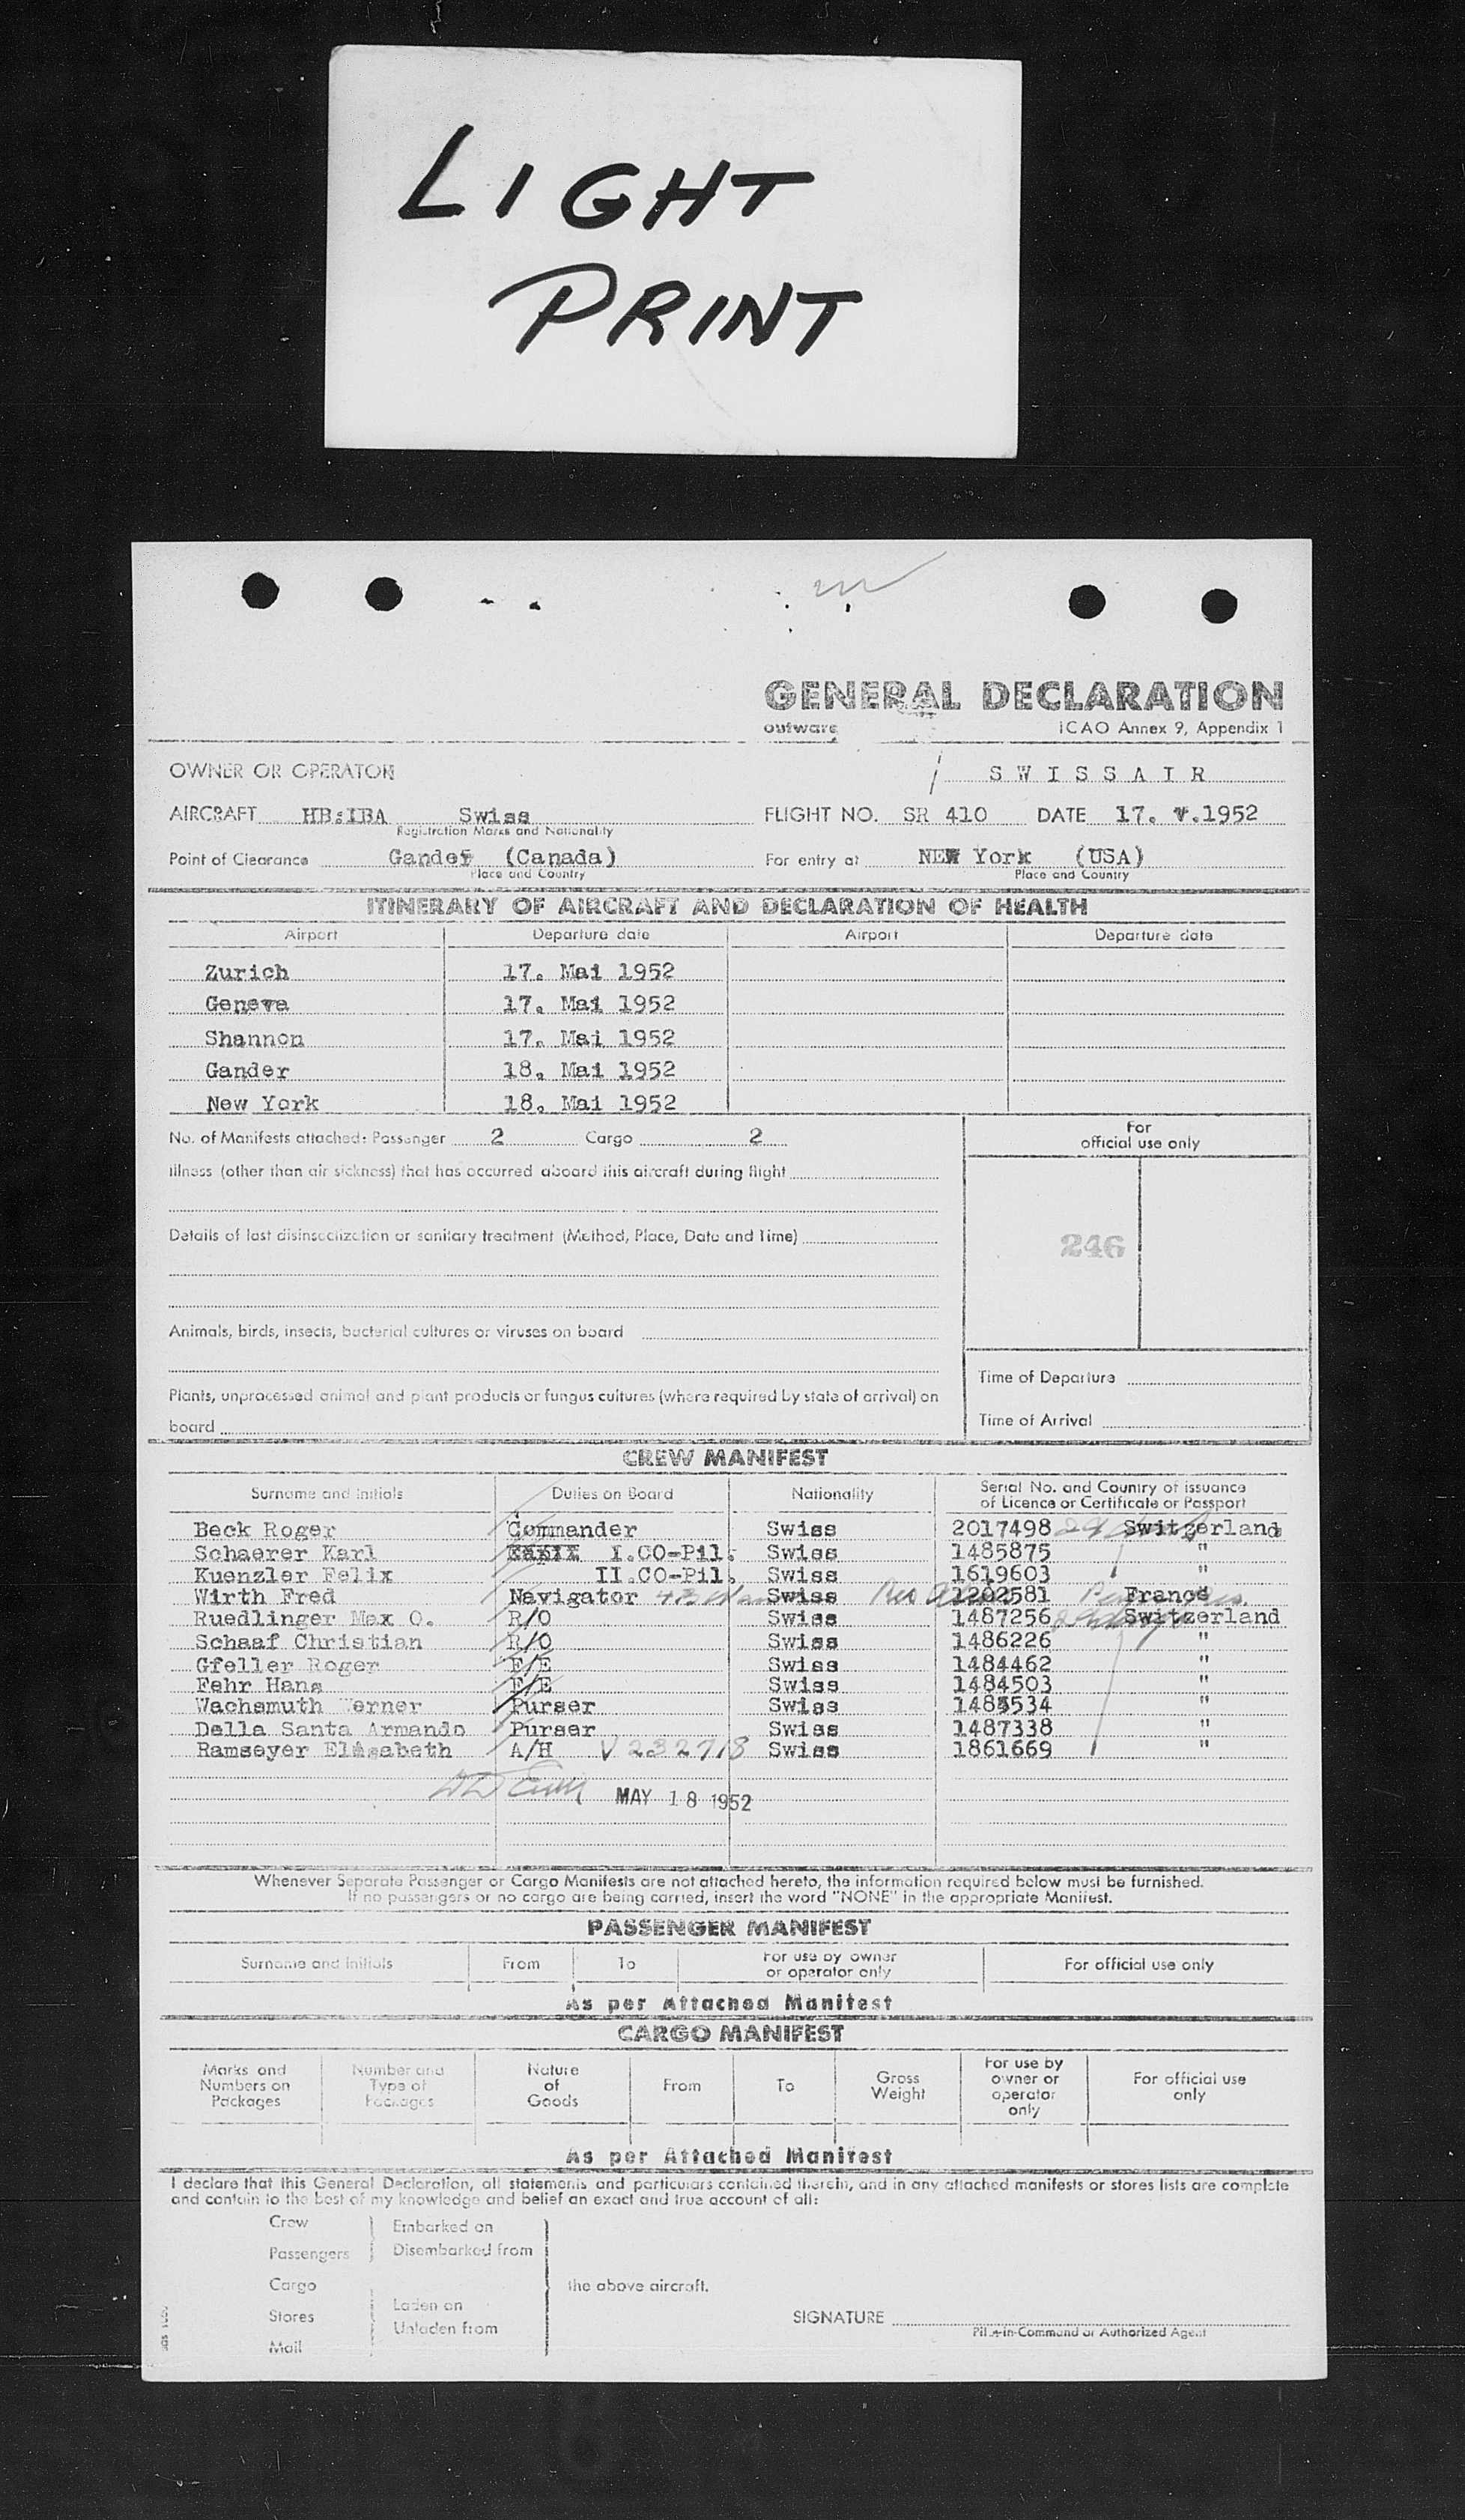 LIGHT
PRINT
GENERAL DECLARATION
outward
ICAO Annex 9, Appendix 1
OWNER OR OPERATOR SWISSAIR
AIRCRAFT HB:IBA Swiss FLIGHT NO. SR 410 DATE 17. V.1952
Registration Marks and Nationality
Point of Clearance Gander (Canada) For entry at NEW York (USA)
Place and Country Place and Country
ITINERARY OF AIRCRAFT AND DECLARATION OF HEALTH
Airport Departure date Airport Departure date
Zurich 17. Mai 1952
Geneva 17. Mai 1952
Shannon 17. Mai 1952
Gander 18. Mai 1952
New York 18. Mai 1952
No. of Manifests attached: Passenger 2 Cargo 2
For
official use only
Illness (other than air sickness) that has occurred aboard this aircraft during flight
Details of last disinsectization or sanitary treatment (Method, Place, Date and Time)
246
Animals, birds, insects, bacterial cultures or viruses on board
Time of Departure
Plants, unprocessed animal and plant products or fungus cultures (where required by state of arrival) on
board
Time of Arrival
CREW MANIFEST
Surname and initials Duties on Board Nationality Serial No. and Country of issuance
of Licence or Certificate or Passport
Beck Roger Commander Swiss 2017498 Switzerland
Schaerer Karl I.CO-Pil. Swiss 1485875 "
Kuenzler Felix II.CO-Pil. Swiss 1619603 "
Wirth Fred Navigator Swiss 1202581 France
Ruedlinger Max O. R/O Swiss 1487256 Switzerland
Schaaf Christian R/O Swiss 1486226 "
Gfeller Roger F/E Swiss 1484462 "
Fehr Hans F/E Swiss 1484503 "
Wachsmuth Werner Purser Swiss 1485534 "
Della Santa Armando Purser Swiss 1487338 "
Ramseyer Elisabeth A/H V 232718 Swiss 1861669 "
MAY 18 1952
Whenever Separate Passenger or Cargo Manifests are not attached hereto, the information required below must be furnished.
If no passengers or no cargo are being carried, insert the word "NONE" in the appropriate Manifest.
PASSENGER MANIFEST
Surname and initials From To For use by owner
or operator only For official use only
As per Attached Manifest
CARGO MANIFEST
Marks and
Numbers on
Packages
Number and
Type of
Packages
Nature
of
Goods
From
To
Gross
Weight
For use by
owner or
operator
only
For official use
only
As per Attached Manifest
I declare that this General Declaration, all statements and particulars contained therein, and in any attached manifests or stores lists are complete
and contain to the best of my knowledge and belief an exact and true account of all:
Crew Embarked on
Passengers Disembarked from
Cargo the above aircraft.
Laden on
Stores
SIGNATURE
Unladen from
Pilot-in-Command or Authorized Agent
Mail